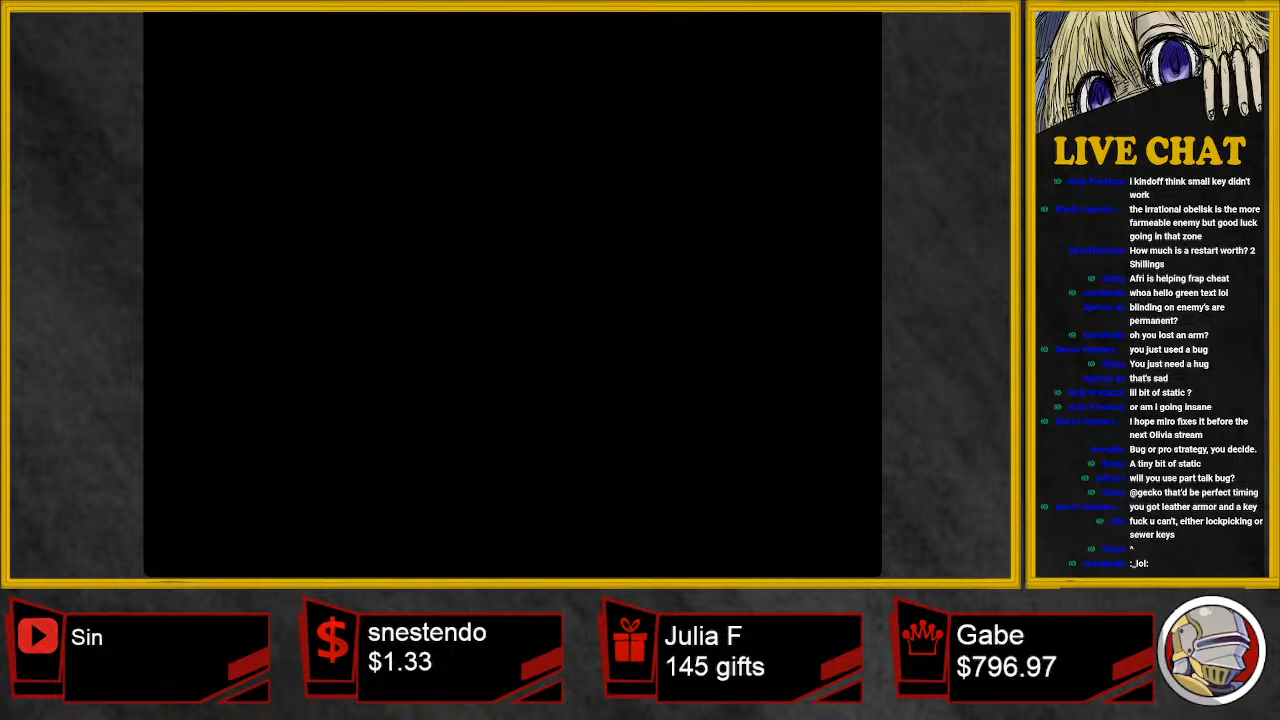 LIVE CHAT
I kindoff think small key didn't
work
the irrational obelisk is the more
farmeable enemy but good luck
going in that zone
How much is a restart worth? 2
Shillings
Afri is helping frap cheat
whoa hello green text lol
blinding on enemy's are
permanent?
oh you lost an arm?
you just used a bug
You just need a hug
that's sad
lil bit of static ?
or am I going insane
I hope miro fixes it before the
next Olivia stream
Bug or pro strategy, you decide.
A tiny bit of static
will you use part talk bug?
@gecko that'd be perfect timing
you got leather armor and a key
fuck u can't, either lockpicking or
sewer keys
^
:_lol:
Sin
snestendo
$1.33
Julia F
145 gifts
Gabe
$796.97